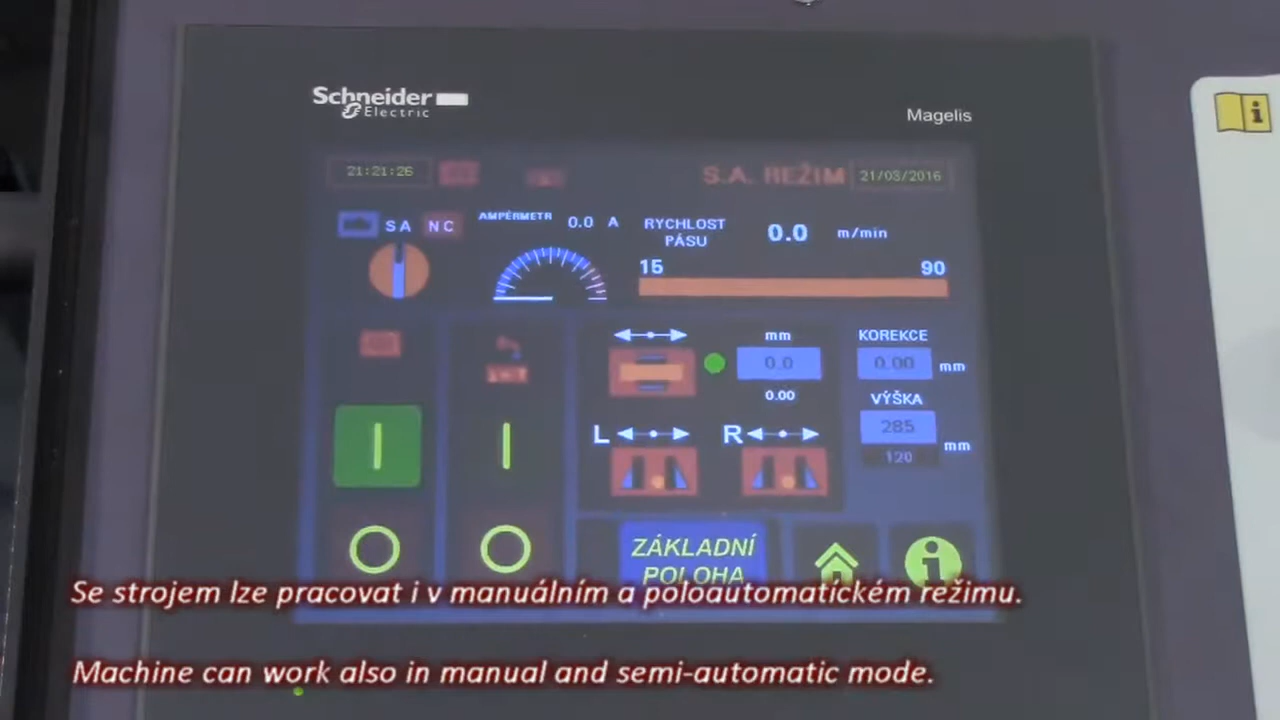 Schneider
Electric
Magelis
21:21:26
S.A. REŽIM
21/03/2016
SA NC
AMPÉRMETR 0.0 A
RYCHLOST
PÁSU
0.0 m/min
15 90
mm
KOREKCE
0.0
0.00 mm
0.00
VÝŠKA
285
mm
120
L
R
ZÁKLADNÍ
POLOHA
Se strojem lze pracovat i v manuálním a poloautomatickém režimu.
Machine can work also in manual and semi-automatic mode.